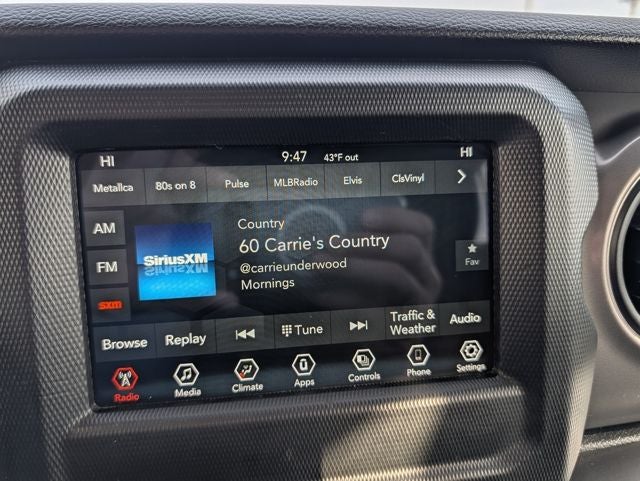 HI 9:47 43°F out HI
Metallca 80s on 8 Pulse MLBRadio Elvis ClsVinyl
AM
FM
sxm
SiriusXM
Country
60 Carrie's Country
@carrieunderwood
Mornings
Fav
Browse Replay Tune Traffic & Weather Audio
Radio Media Climate Apps Controls Phone Settings